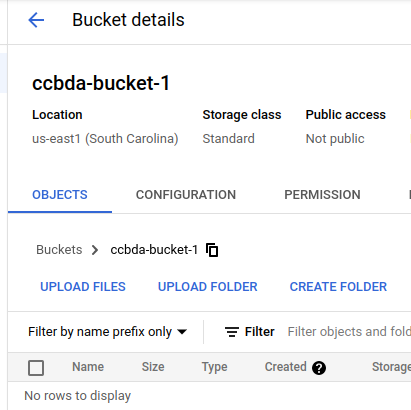 Bucket details
ccbda-bucket-1
Location Storage class Public access
us-east1 (South Carolina) Standard Not public
OBJECTS CONFIGURATION PERMISSION
Buckets > ccbda-bucket-1
UPLOAD FILES UPLOAD FOLDER CREATE FOLDER
Filter by name prefix only Filter Filter objects and fold
Name Size Type Created ? Storage
No rows to display